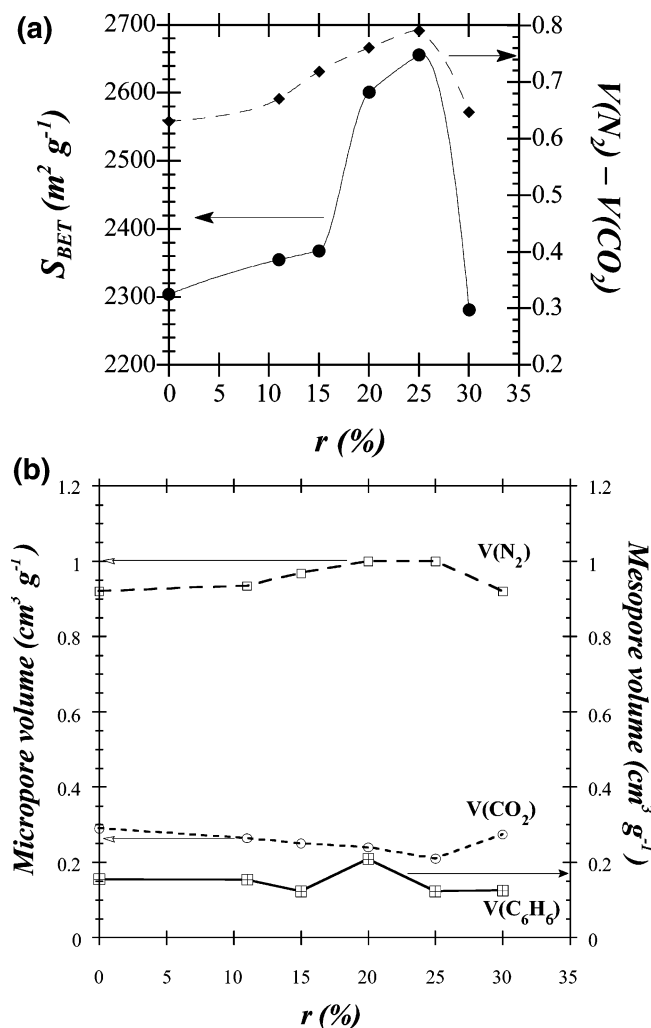 (a)
2700
2600
2500
2400
2300
2200
S_BET (m² g⁻¹)
0.8
0.7
0.6
0.5
0.4
0.3
0.2
V(N₂) – V(CO₂)
0 5 10 15 20 25 30 35
r (%)
(b)
1.2
1
0.8
0.6
0.4
0.2
0
Micropore volume (cm³ g⁻¹)
V(N₂)
V(CO₂)
V(C₆H₆)
1.2
1
0.8
0.6
0.4
0.2
0
Mesopore volume (cm³ g⁻¹)
0 5 10 15 20 25 30 35
r (%)